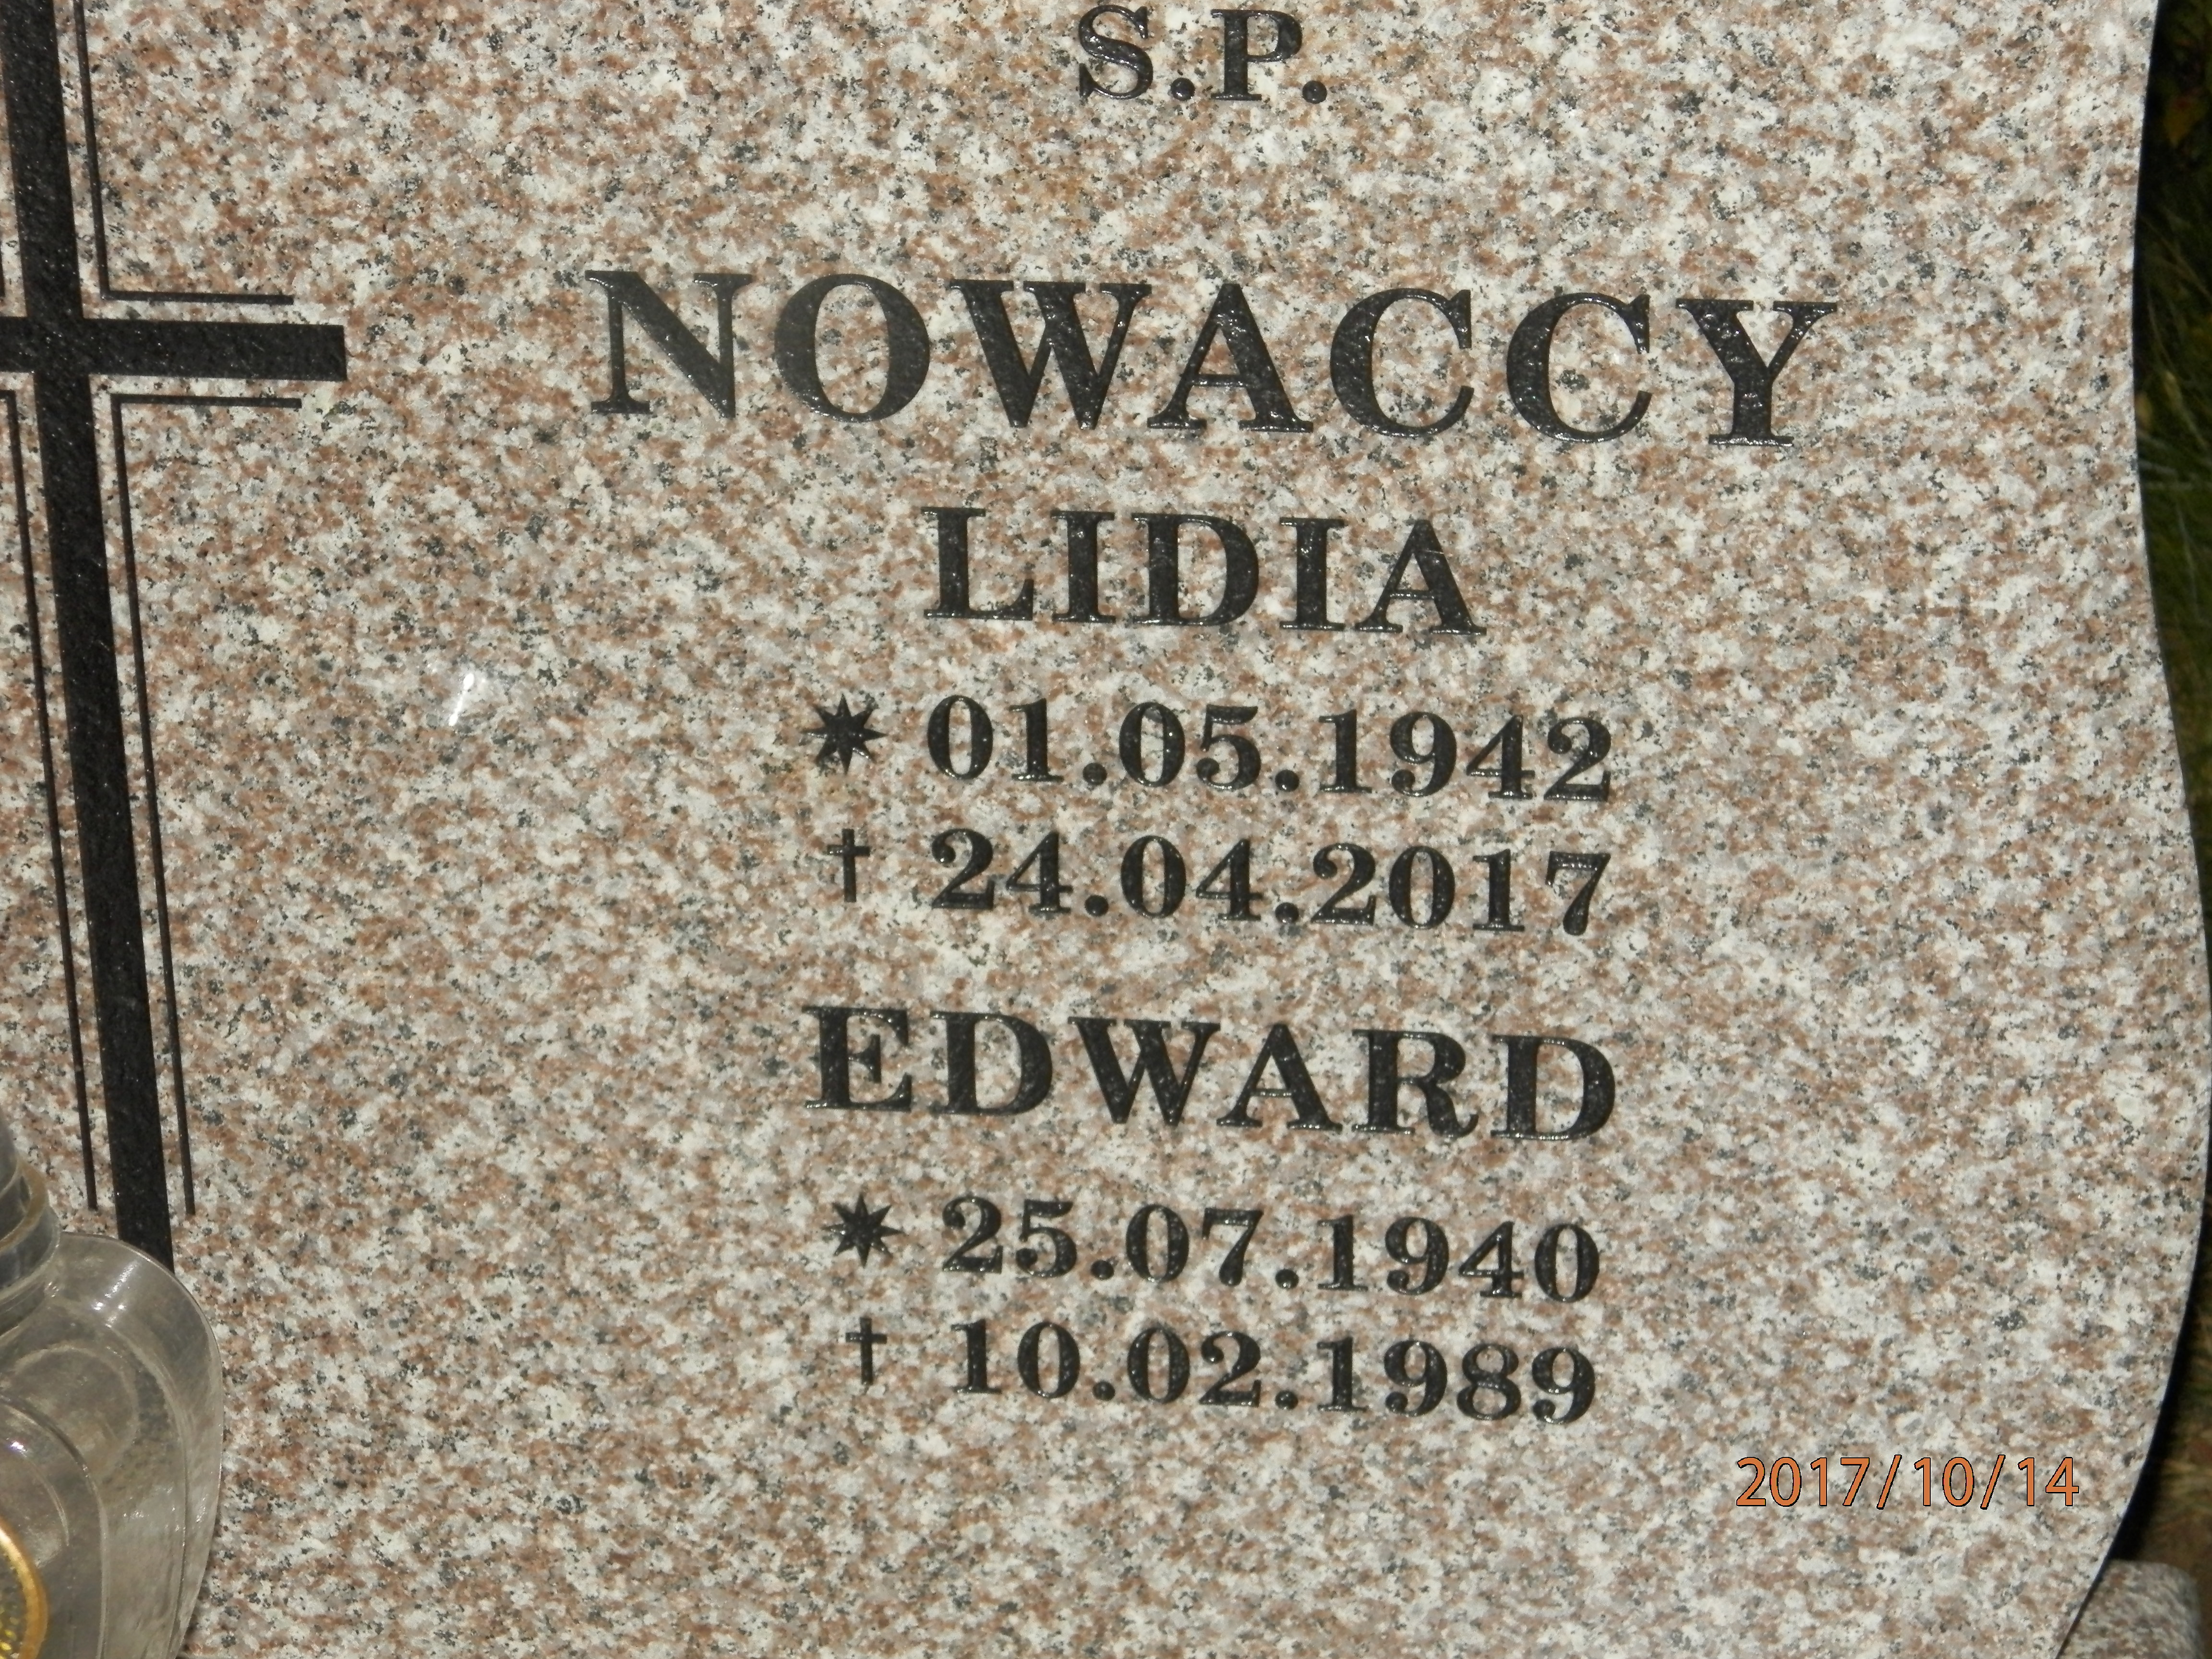 S.P.
NOWACCY
LIDIA
✷ 01.05.1942
† 24.04.2017
EDWARD
✷ 25.07.1940
† 10.02.1989
2017/10/14